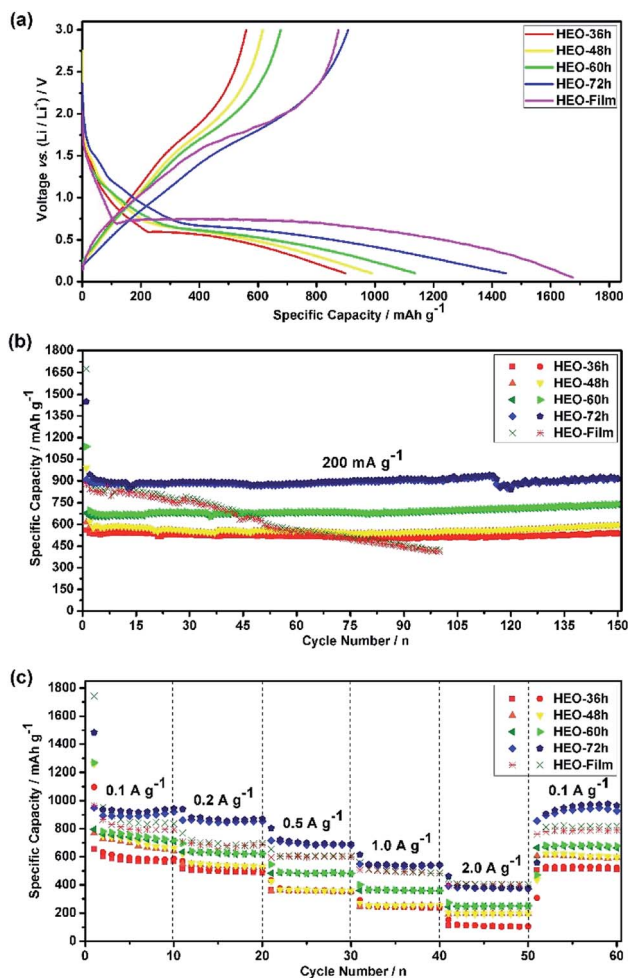 (a)
3.0
2.5
2.0
1.5
1.0
0.5
0.0
Voltage vs. (Li / Li⁺) / V
HEO-36h
HEO-48h
HEO-60h
HEO-72h
HEO-Film
0 200 400 600 800 1000 1200 1400 1600 1800
Specific Capacity / mAh g⁻¹
(b)
1800
1650
1500
1350
1200
1050
900
750
600
450
300
150
0
Specific Capacity / mAh g⁻¹
HEO-36h
HEO-48h
HEO-60h
HEO-72h
HEO-Film
200 mA g⁻¹
0 15 30 45 60 75 90 105 120 135 150
Cycle Number / n
(c)
1800
1600
1400
1200
1000
800
600
400
200
0
Specific Capacity / mAh g⁻¹
HEO-36h
HEO-48h
HEO-60h
HEO-72h
HEO-Film
0.1 A g⁻¹
0.2 A g⁻¹
0.5 A g⁻¹
1.0 A g⁻¹
2.0 A g⁻¹
0.1 A g⁻¹
0 10 20 30 40 50 60
Cycle Number / n